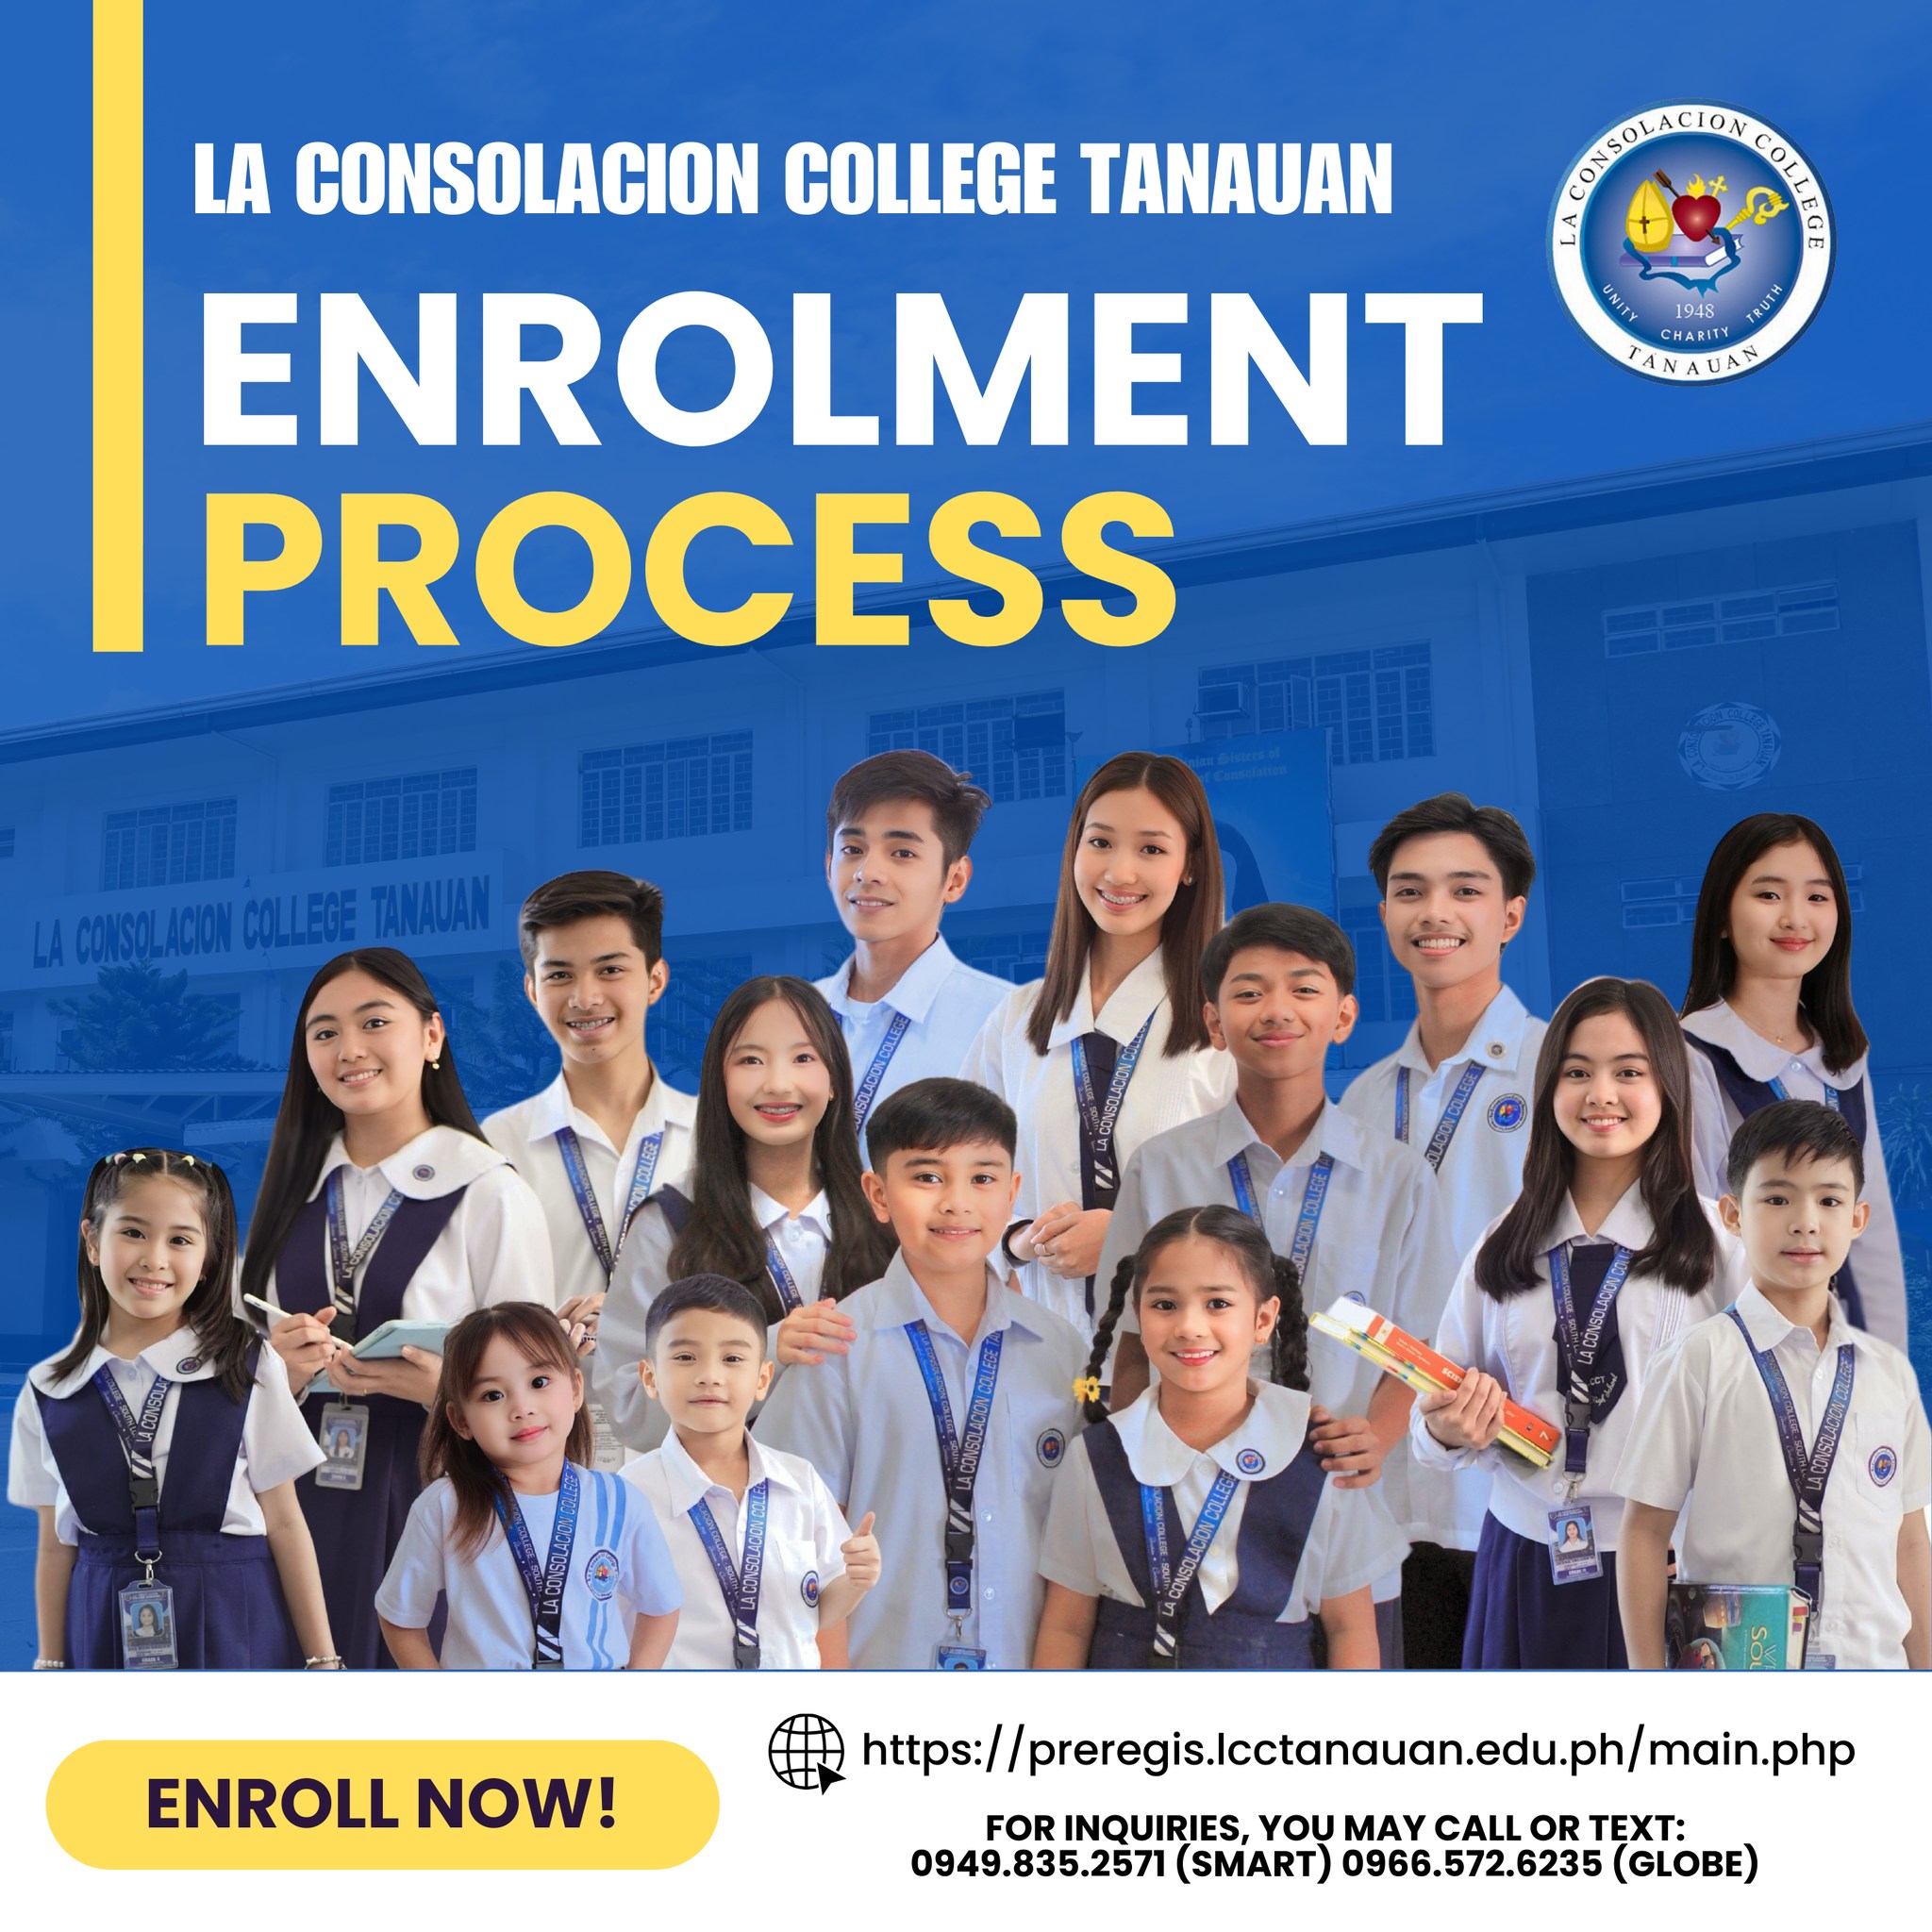 LA CONSOLACION COLLEGE TANAUAN
LA CONSOLACION COLLEGE
1948
UNITY CHARITY TRUTH
TANAUAN
ENROLMENT
PROCESS
LA CONSOLACION COLLEGE TANAUAN
ENROLL NOW!
https://preregis.lcctanauan.edu.ph/main.php
FOR INQUIRIES, YOU MAY CALL OR TEXT:
0949.835.2571 (SMART) 0966.572.6235 (GLOBE)